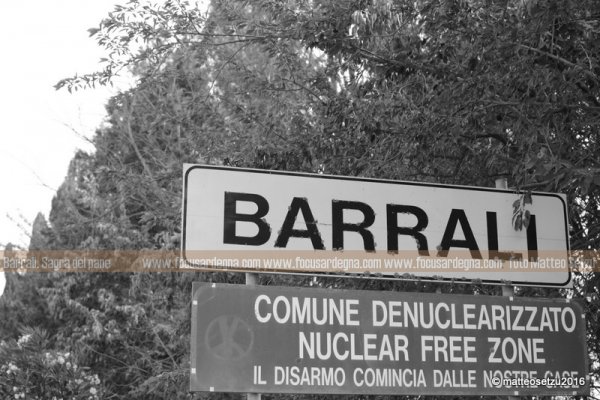 BARRALI
Barrali. Sagra del pane www.focusardegna.com www.focusardegna.com www.focusardegna.com foto Matteo Setzu
COMUNE DENUCLEARIZZATO
NUCLEAR FREE ZONE
IL DISARMO COMINCIA DALLE NOSTRE CASE
©matteosetzu2016